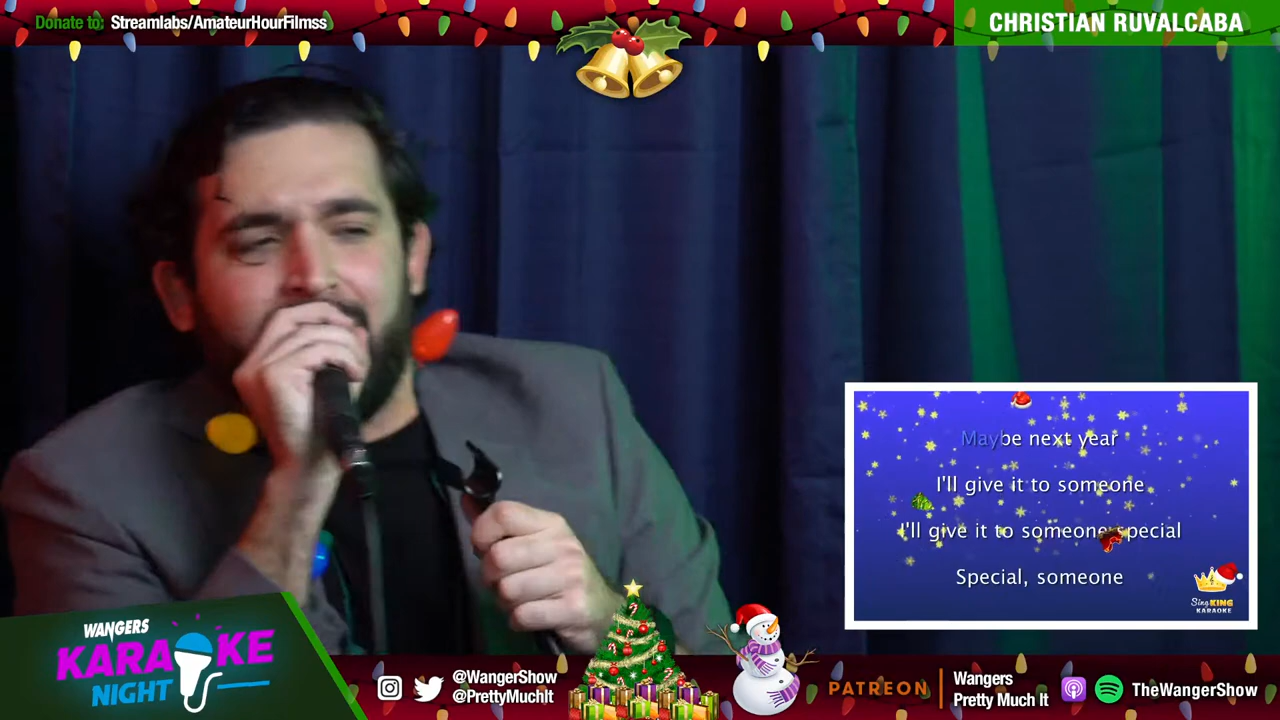 Donate to: Streamlabs/AmateurHourFilmss
CHRISTIAN RUVALCABA
Maybe next year
I'll give it to someone
I'll give it to someone special
Special, someone
Sing KING
KARAOKE
WANGERS
KARAOKE
NIGHT
@WangerShow
@PrettyMuchIt
PATREON
Wangers
Pretty Much It
TheWangerShow